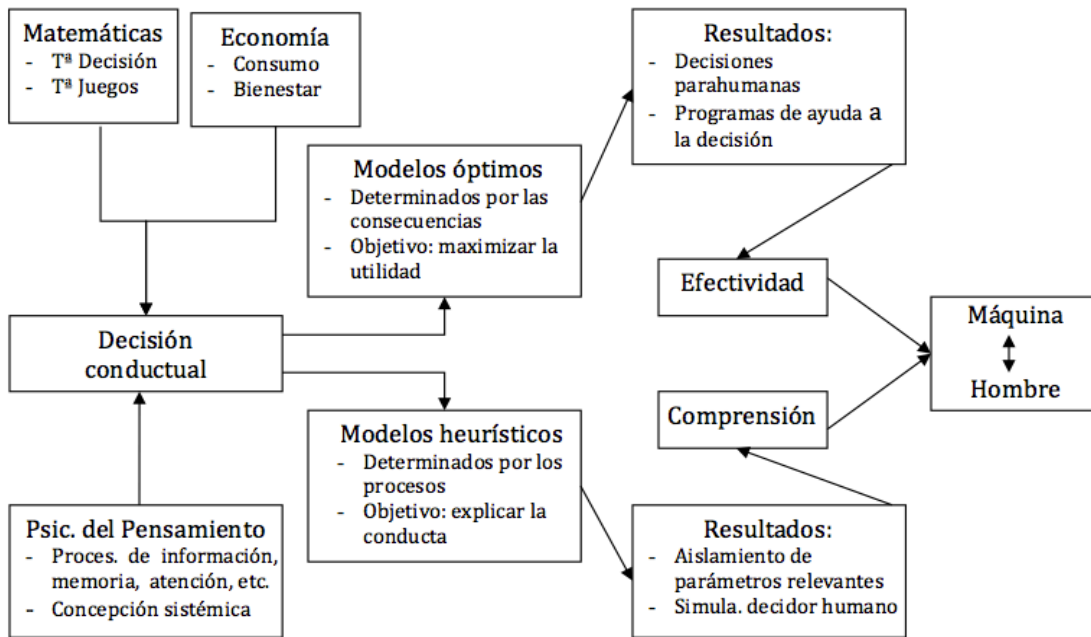 Matemáticas
- Tª Decisión
- Tª Juegos
Economía
- Consumo
- Bienestar
Resultados:
- Decisiones
parahumanas
- Programas de ayuda a
la decisión
Modelos óptimos
- Determinados por las
consecuencias
- Objetivo: maximizar la
utilidad
Efectividad
Decisión
conductual
Máquina
Hombre
Comprensión
Modelos heurísticos
- Determinados por los
procesos
- Objetivo: explicar la
conducta
Psic. del Pensamiento
- Proces. de información,
memoria, atención, etc.
- Concepción sistémica
Resultados:
- Aislamiento de
parámetros relevantes
- Simula. decidor humano